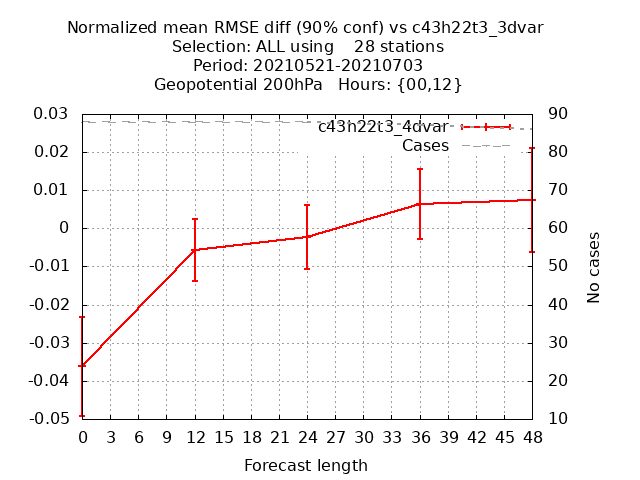 Normalized mean RMSE diff (90% conf) vs c43h22t3_3dvar
Selection: ALL using    28 stations
Period: 20210521-20210703
Geopotential 200hPa   Hours: {00,12}
c43h22t3_4dvar
Cases
0.03
0.02
0.01
0
-0.01
-0.02
-0.03
-0.04
-0.05
90
80
70
60
50
40
30
20
10
No cases
0 3 6 9 12 15 18 21 24 27 30 33 36 39 42 45 48
Forecast length